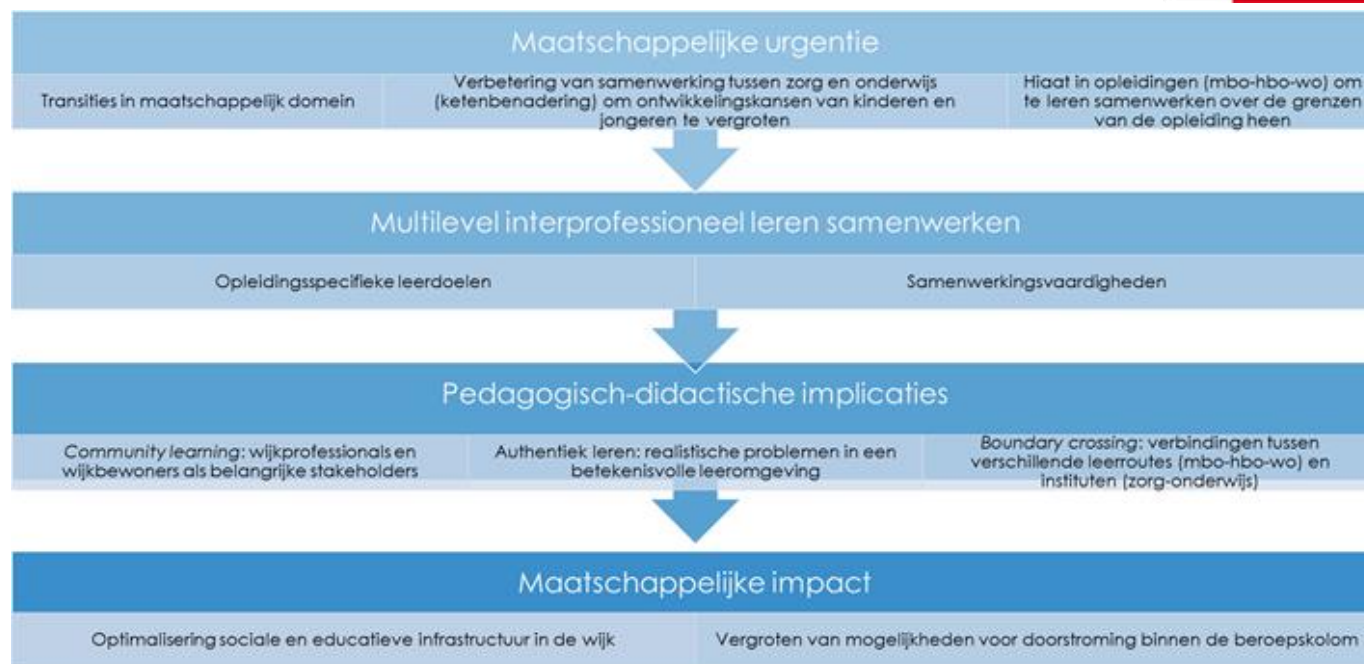 Maatschappelijke urgentie
Transities in maatschappelijk domein
Verbetering van samenwerking tussen zorg en onderwijs
(ketenbenadering) om ontwikkelingskansen van kinderen en
jongeren te vergroten
Hiaat in opleidingen (mbo-hbo-wo) om
te leren samenwerken over de grenzen
van de opleiding heen
Multilevel interprofessioneel leren samenwerken
Opleidingsspecifieke leerdoelen
Samenwerkingsvaardigheden
Pedagogisch-didactische implicaties
Community learning: wijkprofessionals en
wijkbewoners als belangrijke stakeholders
Authentiek leren: realistische problemen in een
betekenisvolle leeromgeving
Boundary crossing: verbindingen tussen
verschillende leerroutes (mbo-hbo-wo) en
instituten (zorg-onderwijs)
Maatschappelijke impact
Optimalisering sociale en educatieve infrastructuur in de wijk
Vergroten van mogelijkheden voor doorstroming binnen de beroepskolom